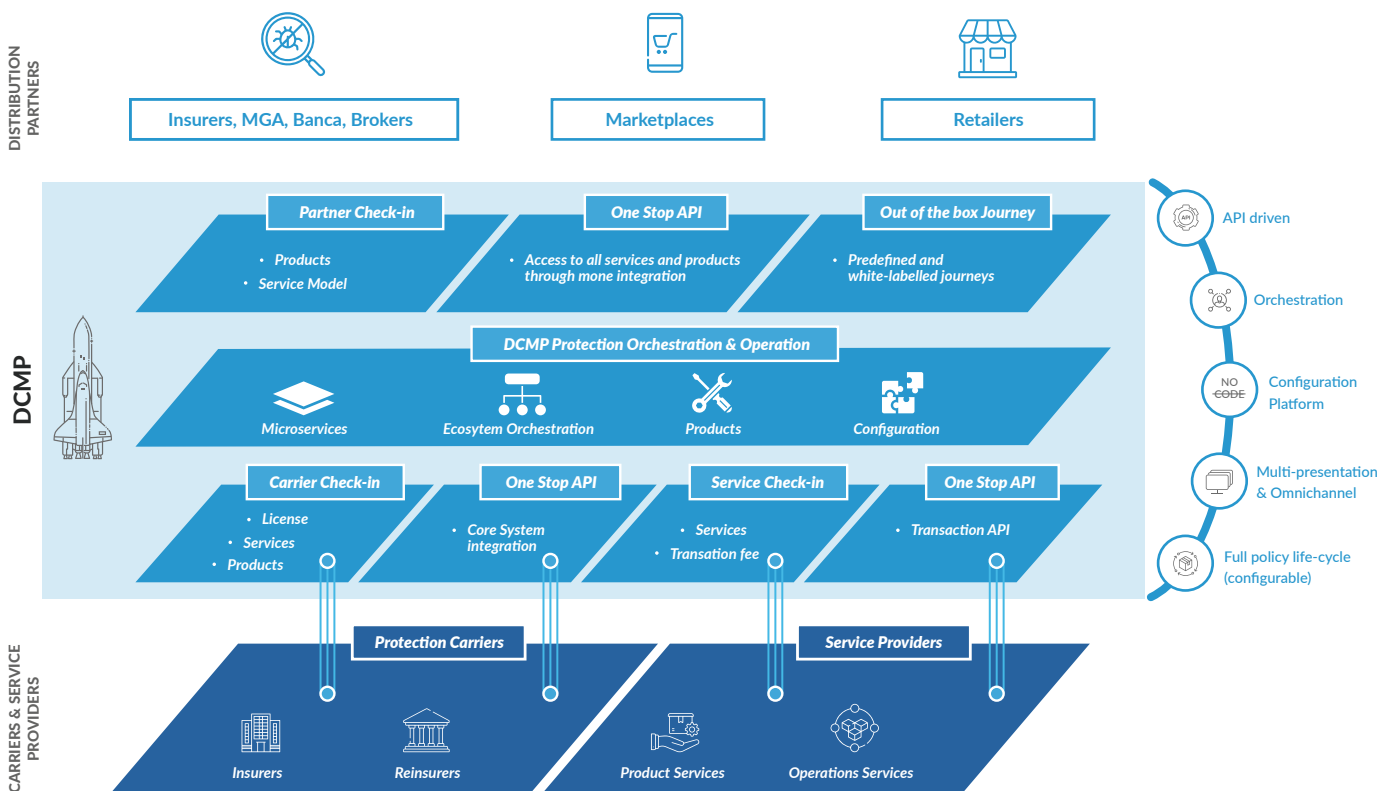 DISTRIBUTION
PARTNERS
Insurers, MGA, Banca, Brokers
Marketplaces
Retailers
DCMP
Partner Check-in
• Products
• Service Model
One Stop API
• Access to all services and products
through mone integration
Out of the box Journey
• Predefined and
white-labelled journeys
DCMP Protection Orchestration & Operation
Microservices
Ecosytem Orchestration
Products
Configuration
Carrier Check-in
• License
• Services
• Products
One Stop API
• Core System
integration
Service Check-in
• Services
• Transation fee
One Stop API
• Transaction API
API
API driven
Orchestration
NO
CODE
Configuration
Platform
Multi-presentation
& Omnichannel
Full policy life-cycle
(configurable)
CARRIERS & SERVICE
PROVIDERS
Protection Carriers
Insurers
Reinsurers
Service Providers
Product Services
Operations Services